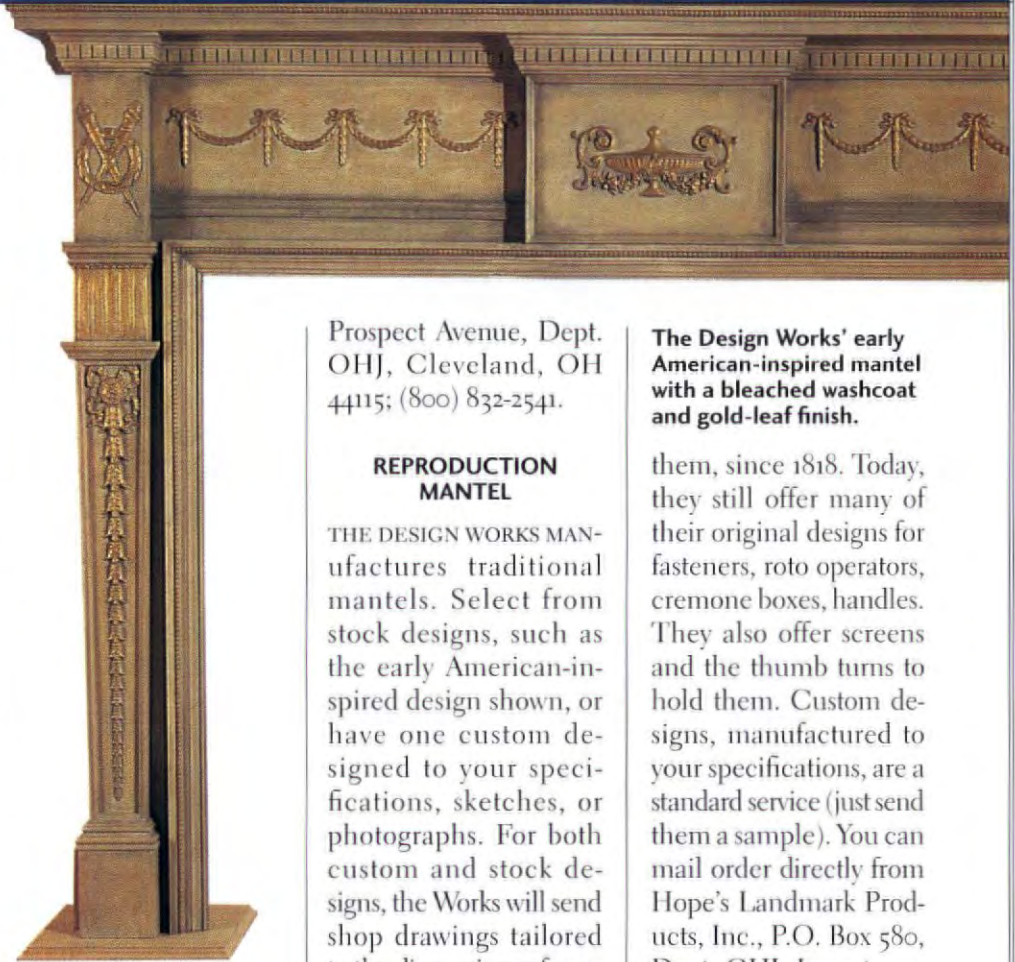 Prospect Avenue, Dept.
OHJ, Cleveland, OH
44115; (800) 832-2541.
REPRODUCTION
MANTEL
THE DESIGN WORKS MAN-
ufactures traditional
mantels. Select from
stock designs, such as
the early American-in-
spired design shown, or
have one custom de-
signed to your speci-
fications, sketches, or
photographs. For both
custom and stock de-
signs, the Works will send
shop drawings tailored
The Design Works' early
American-inspired mantel
with a bleached washcoat
and gold-leaf finish.
them, since 1818. Today,
they still offer many of
their original designs for
fasteners, roto operators,
cremone boxes, handles.
They also offer screens
and the thumb turns to
hold them. Custom de-
signs, manufactured to
your specifications, are a
standard service (just send
them a sample). You can
mail order directly from
Hope's Landmark Prod-
ucts, Inc., P.O. Box 580,